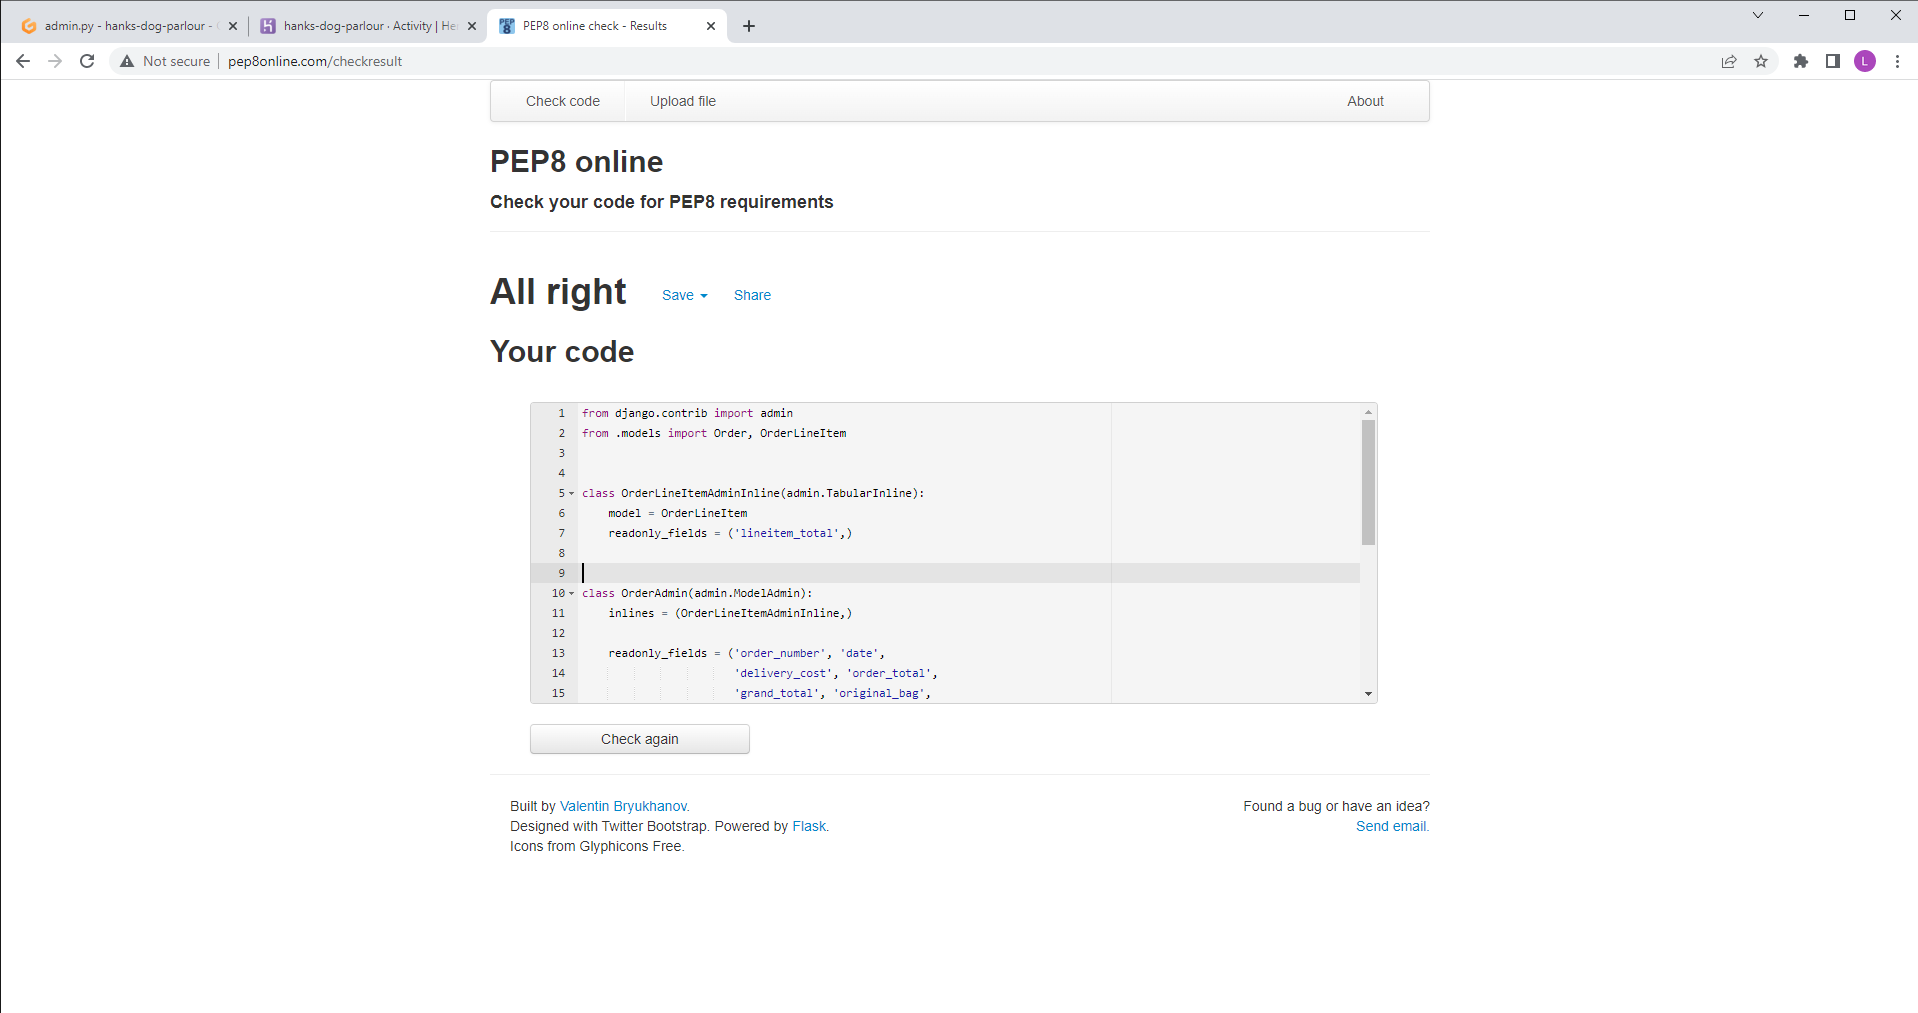 admin.py - hanks-dog-parlour -
hanks-dog-parlour · Activity | He
PEP8 online check - Results
Not secure
pep8online.com/checkresult
L
Check code
Upload file
About
PEP8 online
Check your code for PEP8 requirements
All right
Save
Share
Your code
1 from django.contrib import admin
2 from .models import Order, OrderLineItem
3
4
5 class OrderLineItemAdminInline(admin.TabularInline):
6 model = OrderLineItem
7 readonly_fields = ('lineitem_total',)
8
9
10 class OrderAdmin(admin.ModelAdmin):
11 inlines = (OrderLineItemAdminInline,)
12
13 readonly_fields = ('order_number', 'date',
14 'delivery_cost', 'order_total',
15 'grand_total', 'original_bag',
Check again
Built by Valentin Bryukhanov.
Designed with Twitter Bootstrap. Powered by Flask.
Icons from Glyphicons Free.
Found a bug or have an idea?
Send email.